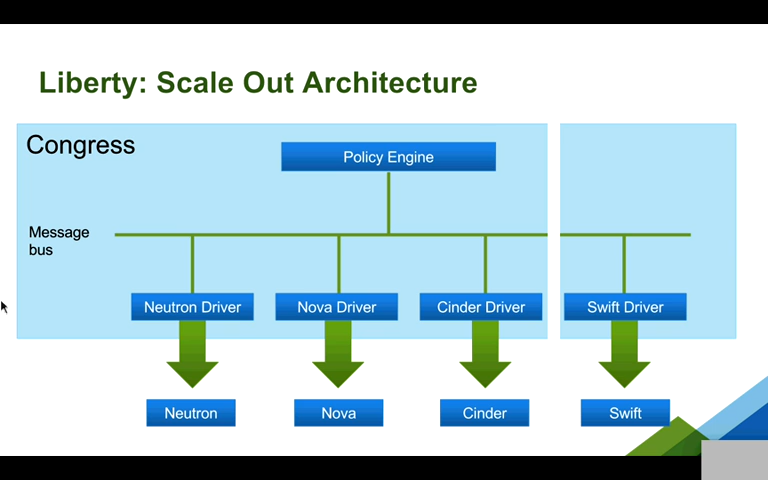 Liberty: Scale Out Architecture
Congress
Policy Engine
Message
bus
Neutron Driver
Nova Driver
Cinder Driver
Swift Driver
Neutron
Nova
Cinder
Swift